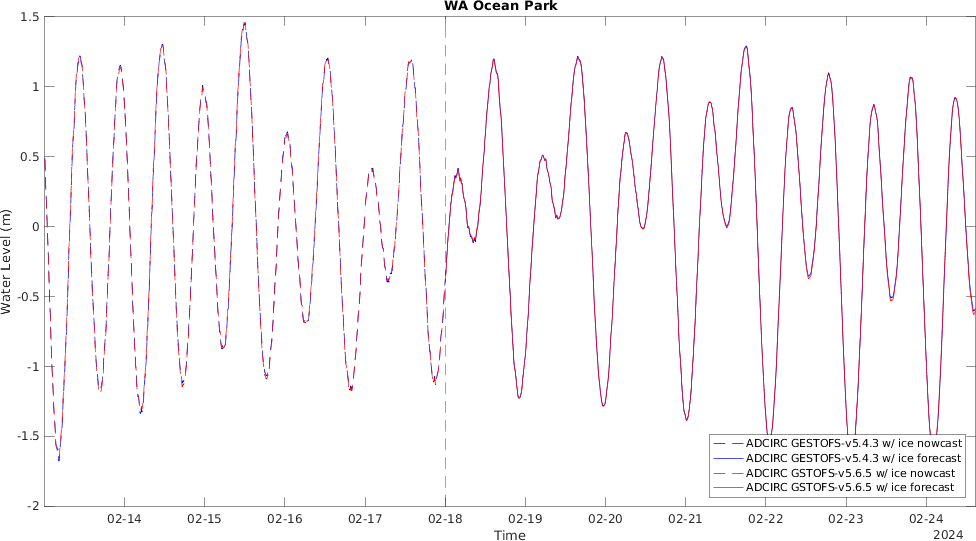 WA Ocean Park
1.5
1
0.5
0
-0.5
-1
-1.5
-2
Water Level (m)
02-14 02-15 02-16 02-17 02-18 02-19 02-20 02-21 02-22 02-23 02-24
Time
2024
ADCIRC GESTOFS-v5.4.3 w/ ice nowcast
ADCIRC GESTOFS-v5.4.3 w/ ice forecast
ADCIRC GSTOFS-v5.6.5 w/ ice nowcast
ADCIRC GSTOFS-v5.6.5 w/ ice forecast